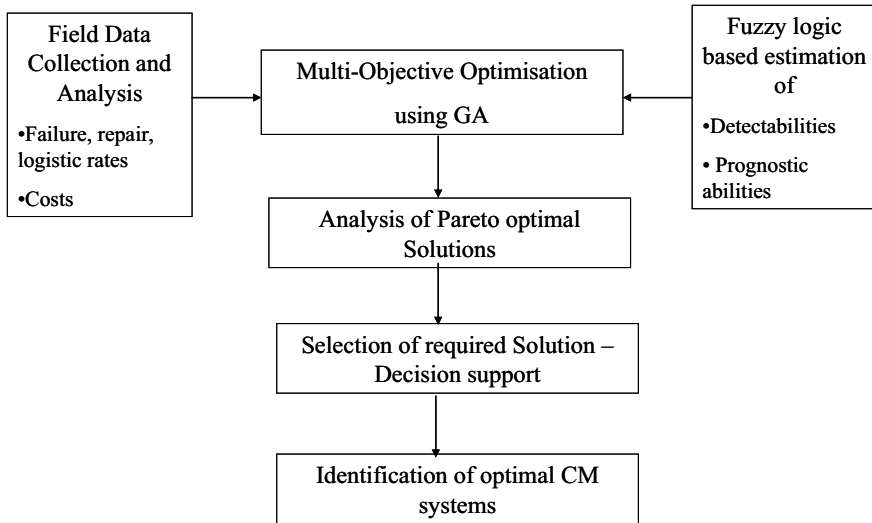 Field Data
Collection and
Analysis
•Failure, repair,
logistic rates
•Costs
Multi-Objective Optimisation
using GA
Fuzzy logic
based estimation
of
•Detectabilities
• Prognostic
abilities
Analysis of Pareto optimal
Solutions
Selection of required Solution –
Decision support
Identification of optimal CM
systems